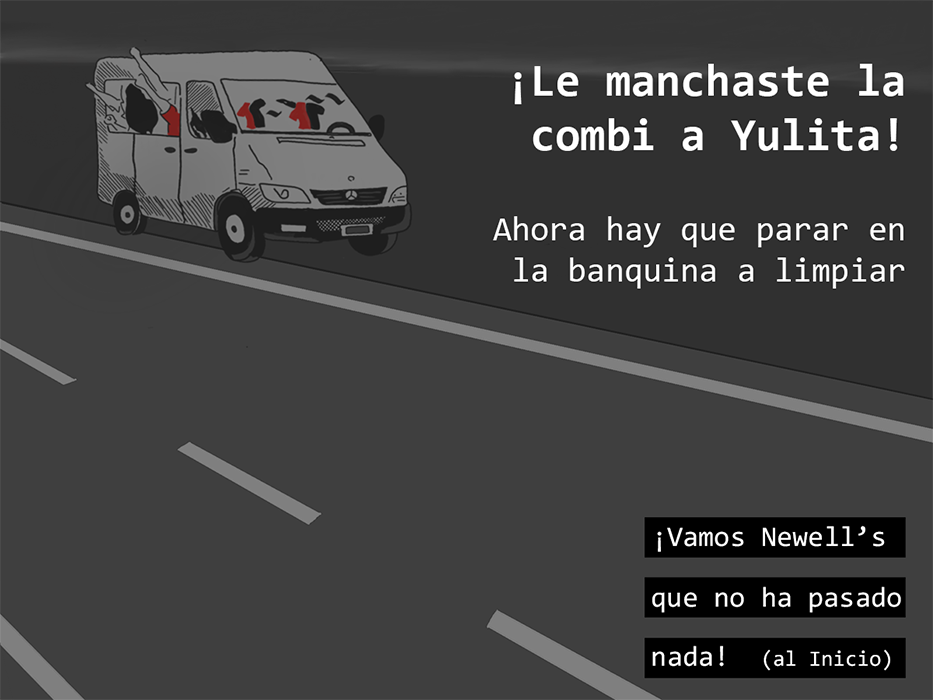 ¡Le manchaste la
combi a Yulita!
Ahora hay que parar en
la banquina a limpiar
¡Vamos Newell’s
que no ha pasado
nada! (al Inicio)